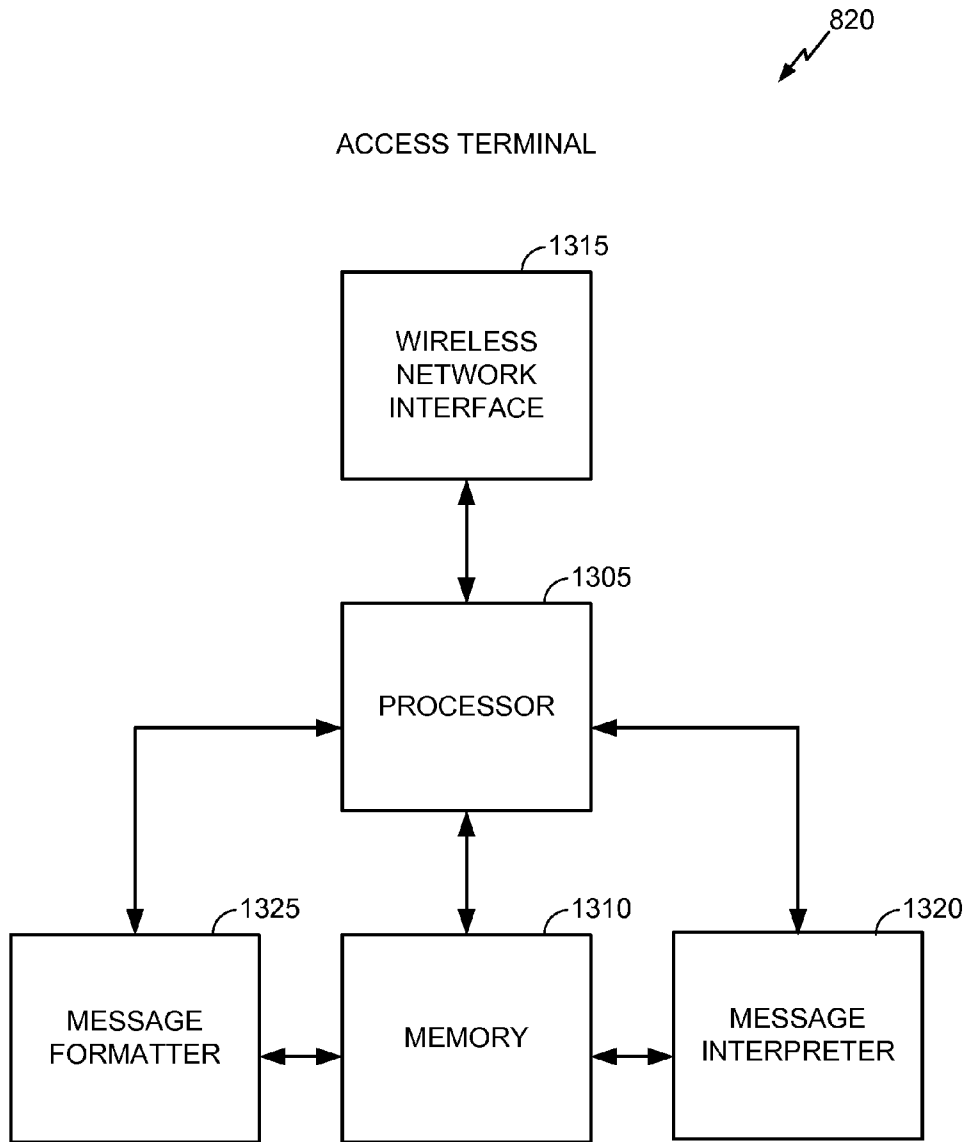 820
ACCESS TERMINAL
1315
WIRELESS
NETWORK
INTERFACE
1305
PROCESSOR
1325
MESSAGE
FORMATTER
1310
MEMORY
1320
MESSAGE
INTERPRETER